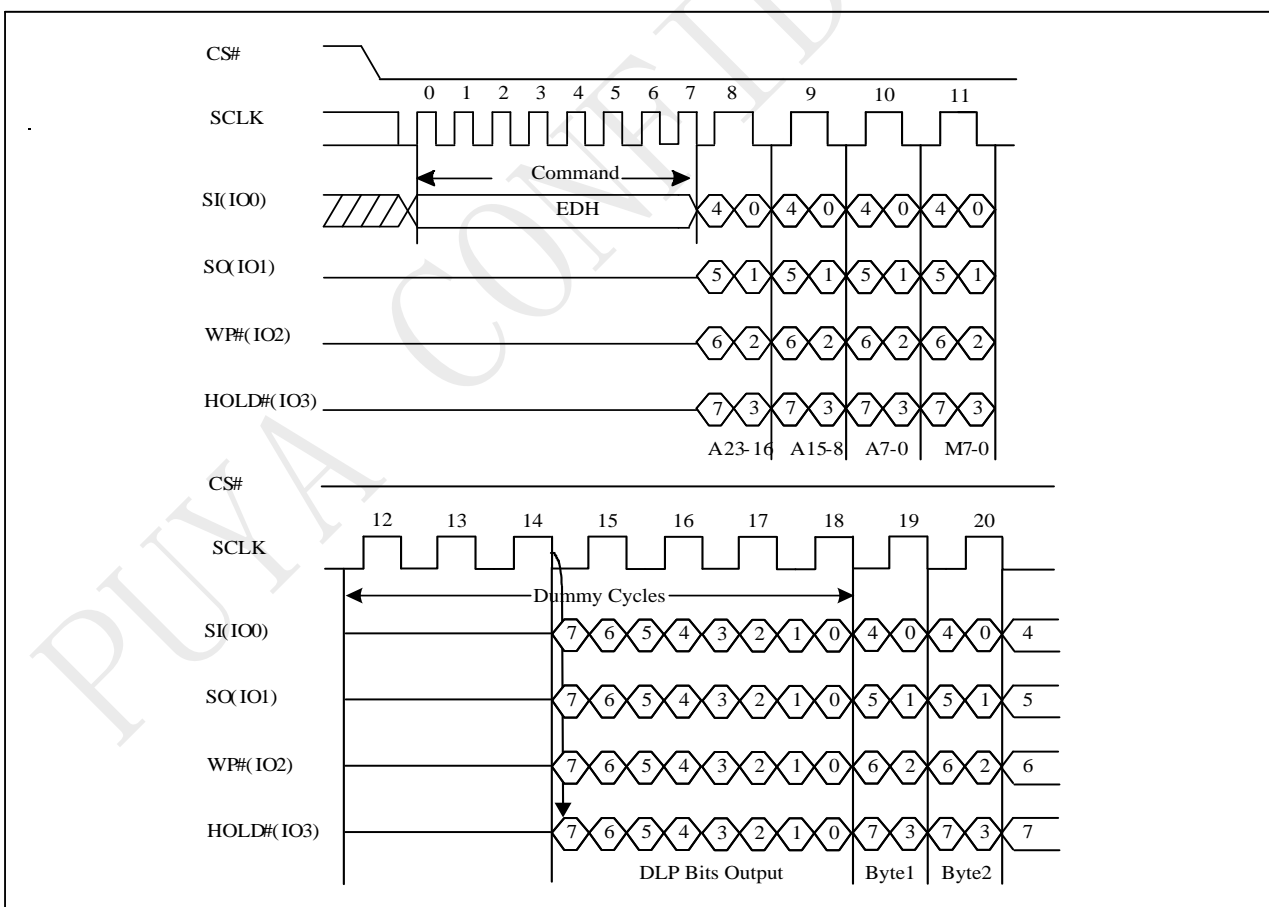 CS#
0 1 2 3 4 5 6 7 8 9 10 11
SCLK
Command
SI(IO0) EDH 4 0 4 0 4 0 4 0
SO(IO1) 5 1 5 1 5 1 5 1
WP#(IO2) 6 2 6 2 6 2 6 2
HOLD#(IO3) 7 3 7 3 7 3 7 3
A23-16 A15-8 A7-0 M7-0
CS#
12 13 14 15 16 17 18 19 20
SCLK
Dummy Cycles
SI(IO0) 7 6 5 4 3 2 1 0 4 0 4 0 4
SO(IO1) 7 6 5 4 3 2 1 0 5 1 5 1 5
WP#(IO2) 7 6 5 4 3 2 1 0 6 2 6 2 6
HOLD#(IO3) 7 6 5 4 3 2 1 0 7 3 7 3 7
DLP Bits Output Byte1 Byte2
PUYA CONFID